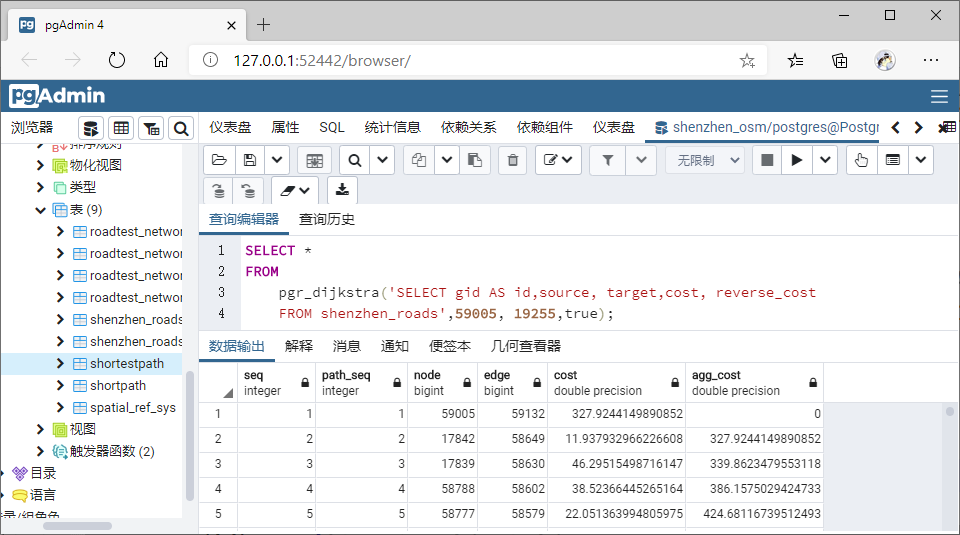 pgAdmin 4
127.0.0.1:52442/browser/
pgAdmin
浏览器
仪表盘 属性 SQL 统计信息 依赖关系 依赖组件 仪表盘 shenzhen_osm/postgres@Postgr
排序规则
物化视图
类型
表 (9)
roadtest_networ
roadtest_networ
roadtest_networ
roadtest_networ
shenzhen_roads
shenzhen_roads
shortestpath
shortpath
spatial_ref_sys
视图
触发器函数 (2)
目录
语言
无限制
查询编辑器 查询历史
1 SELECT *
2 FROM
3 pgr_dijkstra('SELECT gid AS id,source, target,cost, reverse_cost
4 FROM shenzhen_roads',59005, 19255,true);
数据输出 解释 消息 通知 便签本 几何查看器
seq path_seq node edge cost agg_cost
integer integer bigint bigint double precision double precision
1 1 1 59005 59132 327.9244149890852 0
2 2 2 17842 58649 11.937932966226608 327.9244149890852
3 3 3 17839 58630 46.29515498716147 339.8623479553118
4 4 4 58788 58602 38.52366445265164 386.1575029424733
5 5 5 58777 58579 22.051363994805975 424.68116739512493